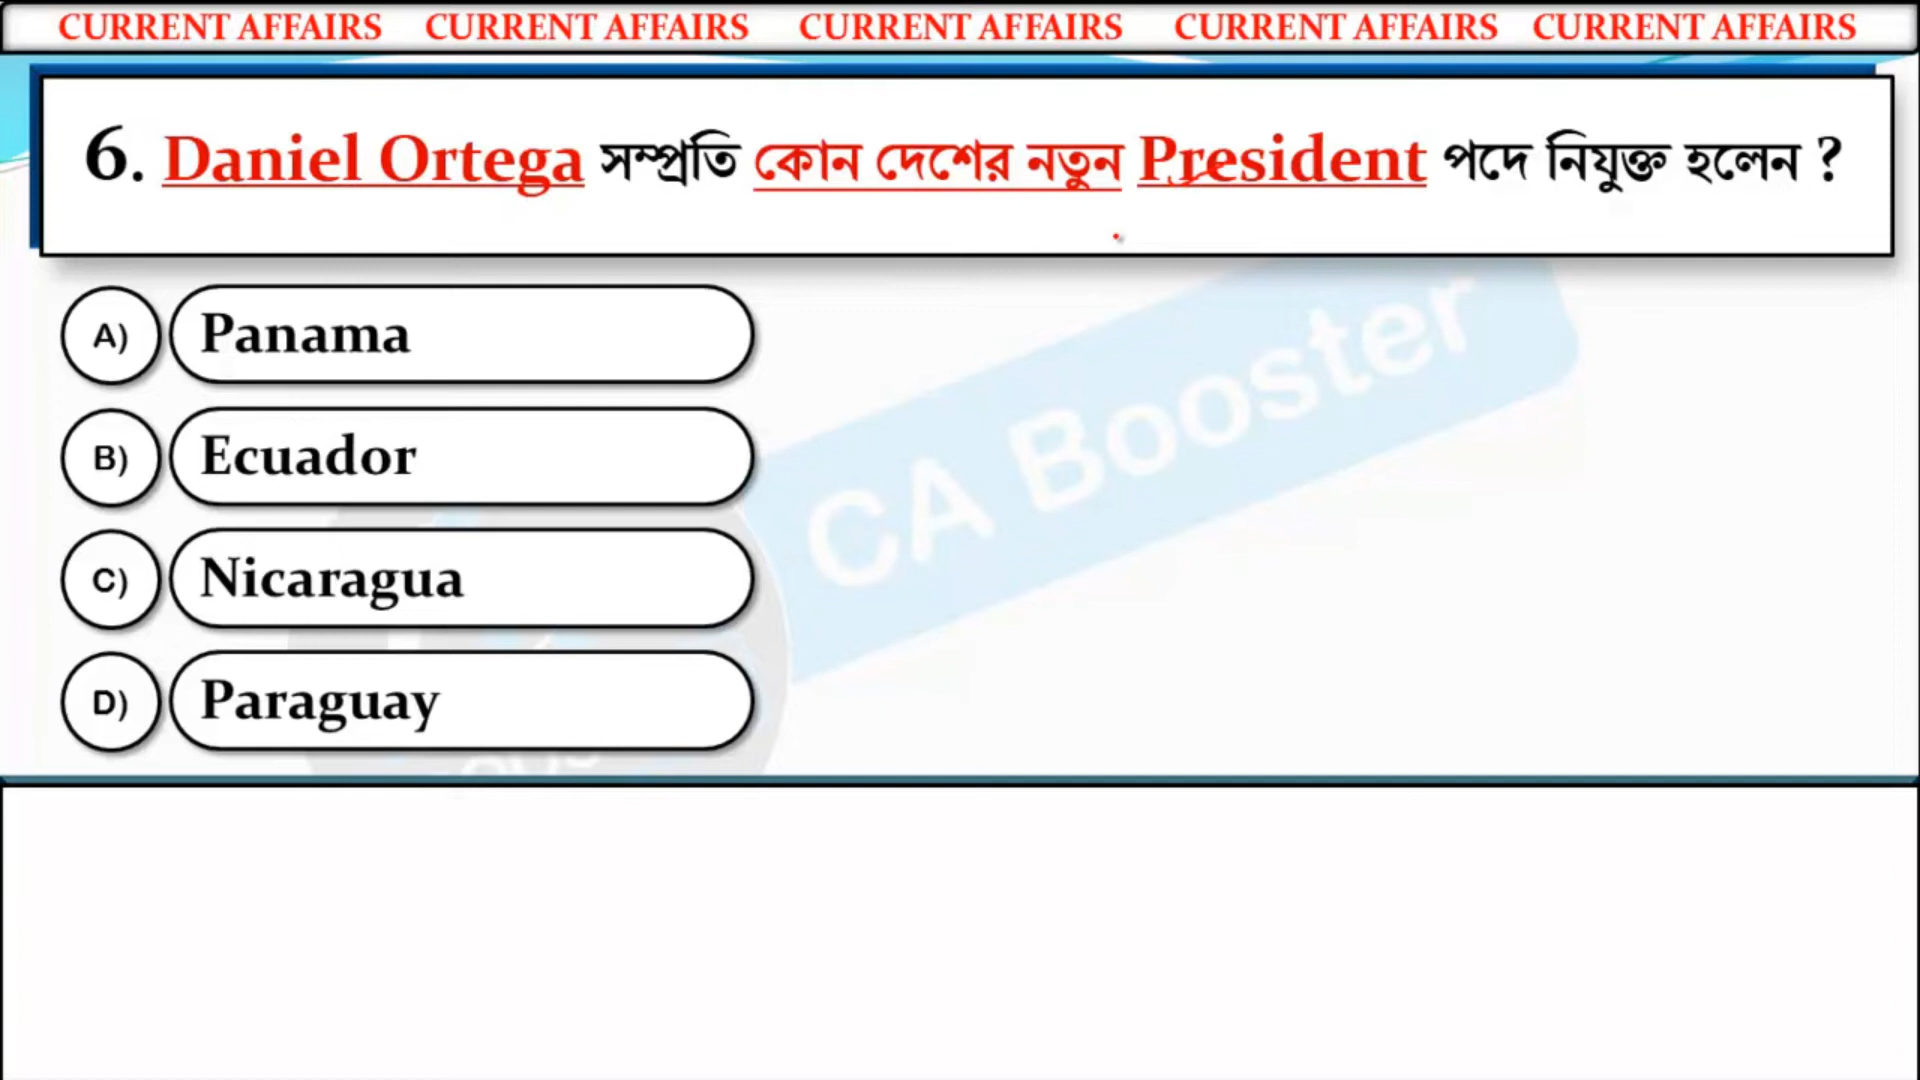 CURRENT AFFAIRS CURRENT AFFAIRS CURRENT AFFAIRS CURRENT AFFAIRS CURRENT AFFAIRS
6. Daniel Ortega সম্প্রতি কোন দেশের নতুন President পদে নিযুক্ত হলেন ?
A) Panama
B) Ecuador
C) Nicaragua
D) Paraguay
CA Booster